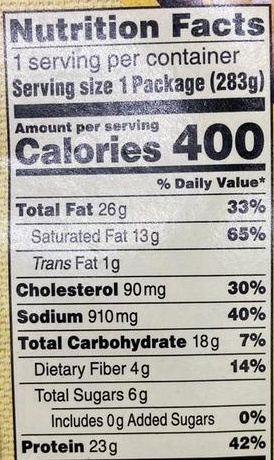 Nutrition Facts
1 serving per container
Serving size 1 Package (283g)
Amount per serving
Calories 400
% Daily Value*
Total Fat 26g 33%
Saturated Fat 13g 65%
Trans Fat 1g
Cholesterol 90mg 30%
Sodium 910mg 40%
Total Carbohydrate 18g 7%
Dietary Fiber 4g 14%
Total Sugars 6g
Includes 0g Added Sugars 0%
Protein 23g 42%